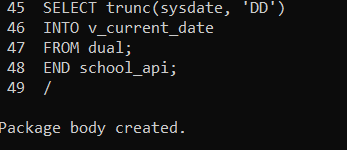 45 SELECT trunc(sysdate, 'DD')
46 INTO v_current_date
47 FROM dual;
48 END school_api;
49 /
Package body created.